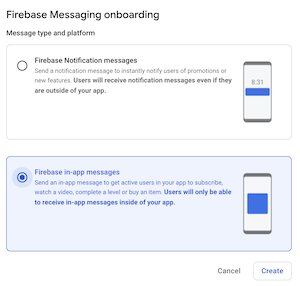 Firebase Messaging onboarding
Message type and platform
Firebase Notification messages
8:31
Send a notification message to instantly notify users of promotions or
new features. Users will receive notification messages even if they
are outside of your app.
Firebase in-app messages
Send an in-app message to get active users in your app to subscribe,
watch a video, complete a level or buy an item. Users will only be able
to receive in-app messages inside of your app.
Cancel
Create